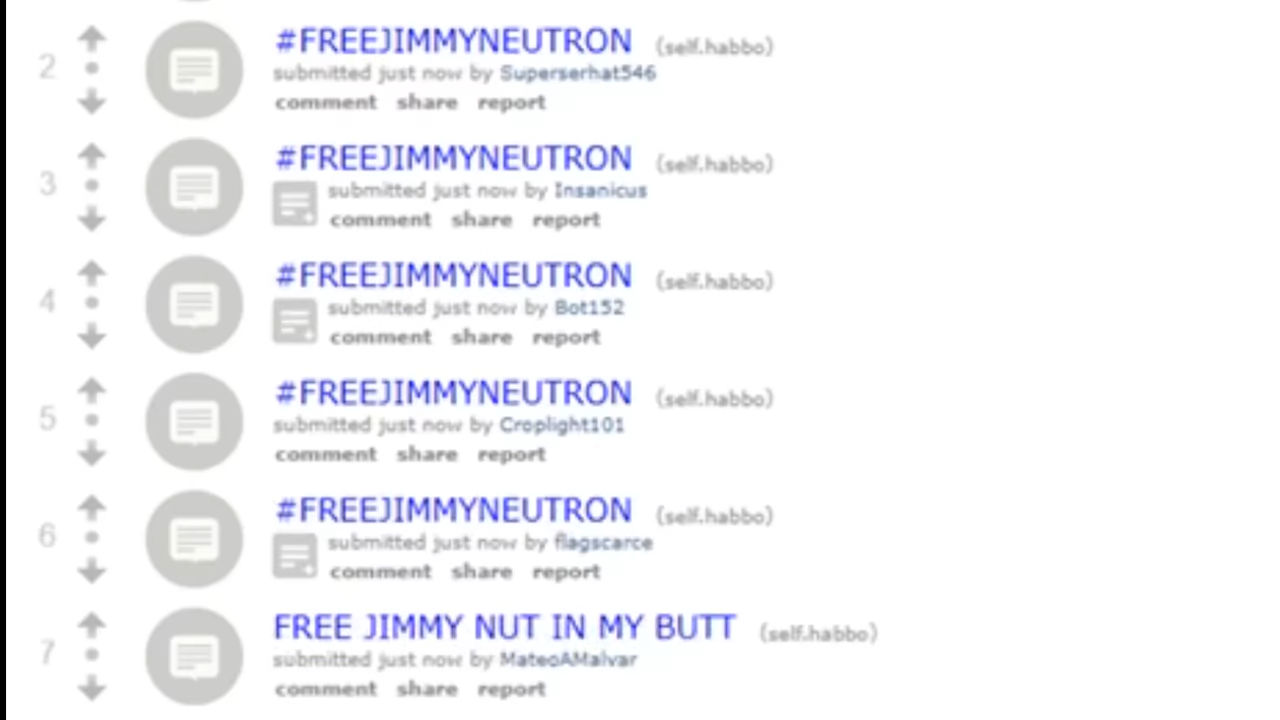 2
#FREEJIMMYNEUTRON (self.habbo)
submitted just now by Superserhat546
comment share report
3
#FREEJIMMYNEUTRON (self.habbo)
submitted just now by Insanicus
comment share report
4
#FREEJIMMYNEUTRON (self.habbo)
submitted just now by Bot152
comment share report
5
#FREEJIMMYNEUTRON (self.habbo)
submitted just now by Croplight101
comment share report
6
#FREEJIMMYNEUTRON (self.habbo)
submitted just now by flagscarce
comment share report
7
FREE JIMMY NUT IN MY BUTT (self.habbo)
submitted just now by MateoAMalvar
comment share report